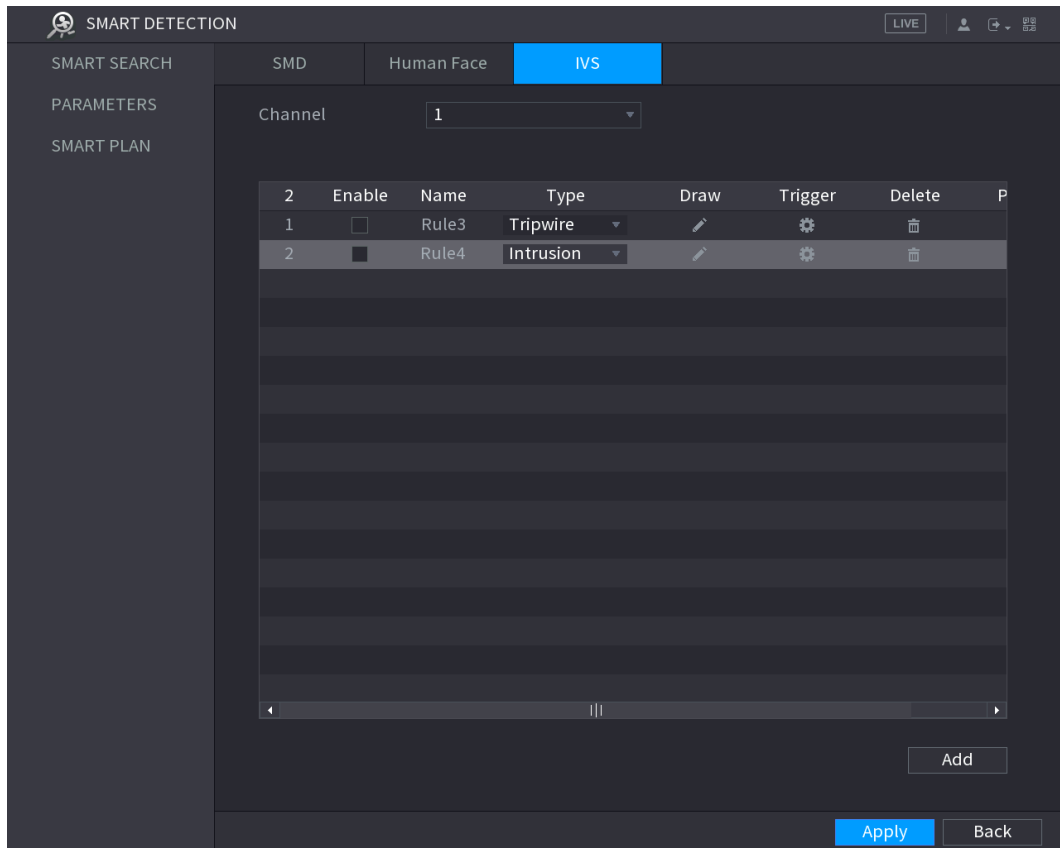 SMART DETECTION LIVE
SMART SEARCH
PARAMETERS
SMART PLAN
SMD Human Face IVS
Channel 1
2 Enable Name Type Draw Trigger Delete P
1 Rule3 Tripwire
2 Rule4 Intrusion
Add
Apply Back